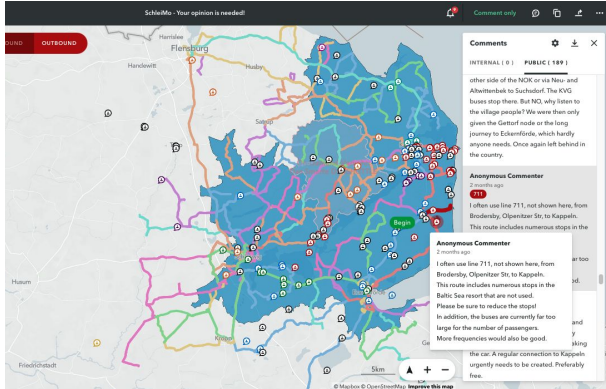 SchleiMo - Your opinion is needed!
Comment only
OUND
OUTBOUND
Harrislee
Flensburg
Handewitt
Husby
Satrup
Husum
Friedrichstadt
Kropp
Begin
5km
© Mapbox © OpenStreetMap Improve this map
Comments
INTERNAL ( 0 )
PUBLIC ( 189 )
other side of the NOK or via Neu- and
Altwittenbek to Suchsdorf. The KVG
buses stop there. But NO, why listen to
the village people? We were then only
given the Gettorf node or the long
journey to Eckernförde, which hardly
anyone needs. Once again left behind in
the country.
Anonymous Commenter
2 months ago
711
I often use line 711, not shown here, from
Brodersby, Olpenitzer Str, to Kappeln.
This route includes numerous stops in the
Anonymous Commenter
2 months ago
I often use line 711, not shown here, from
Brodersby, Olpenitzer Str, to Kappeln.
This route includes numerous stops in the
Baltic Sea resort that are not used.
Please be sure to reduce the stops!
In addition, the buses are currently far too
large for the number of passengers.
More frequencies would also be good.
ar too
d.
and
aking
the car. A regular connection to Kappeln
urgently needs to be created. Preferably
free.